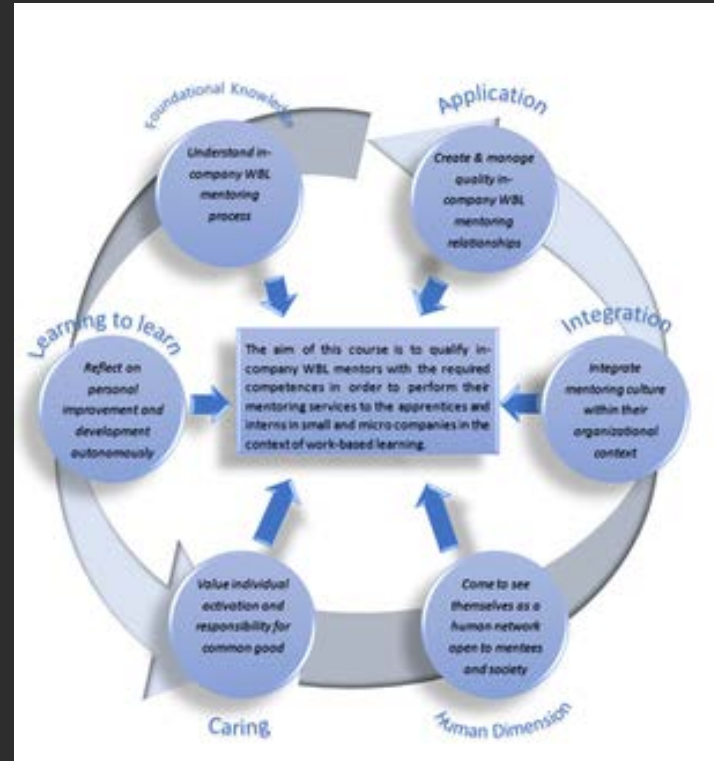 Foundational Knowledge
Understand in-
company WBL
mentoring
process
Application
Create & manage
quality in-
company WBL
mentoring
relationships
Learning to learn
Reflect on
personal
improvement and
development
autonomously
The aim of this course is to qualify in-
company WBL mentors with the required
competences in order to perform their
mentoring services to the apprentices and
interns in small and micro companies in the
context of work-based learning.
Integration
Integrate
mentoring culture
within their
organizational
context
Value individual
activation and
responsibility for
common good
Caring
Come to see
themselves as a
human network
open to mentees
and society
Human Dimension